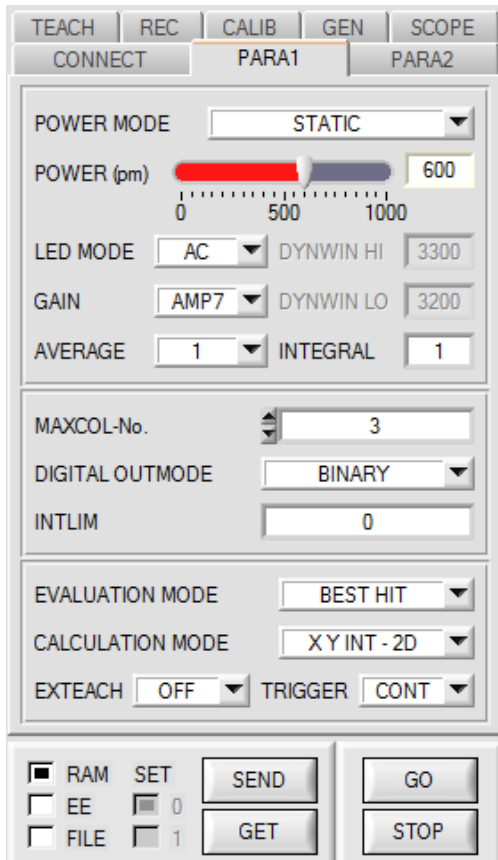 TEACH REC CALIB GEN SCOPE
CONNECT PARA1 PARA2
POWER MODE STATIC
POWER (pm) 600
0 500 1000
LED MODE AC DYNWIN HI 3300
GAIN AMP7 DYNWIN LO 3200
AVERAGE 1 INTEGRAL 1
MAXCOL-No. 3
DIGITAL OUTMODE BINARY
INTLIM 0
EVALUATION MODE BEST HIT
CALCULATION MODE X Y INT - 2D
EXTEACH OFF TRIGGER CONT
RAM SET SEND GO
EE 0
FILE 1 GET STOP